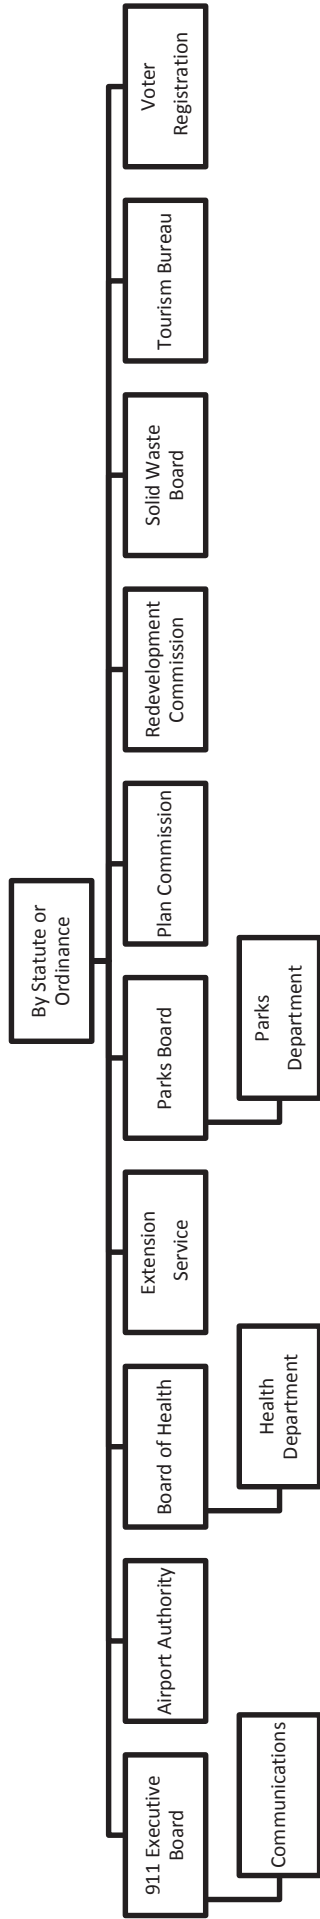 By Statute or
Ordinance
911 Executive
Board
Airport Authority
Board of Health
Extension
Service
Parks Board
Plan Commission
Redevelopment
Commission
Solid Waste
Board
Tourism Bureau
Voter
Registration
Communications
Health
Department
Parks
Department